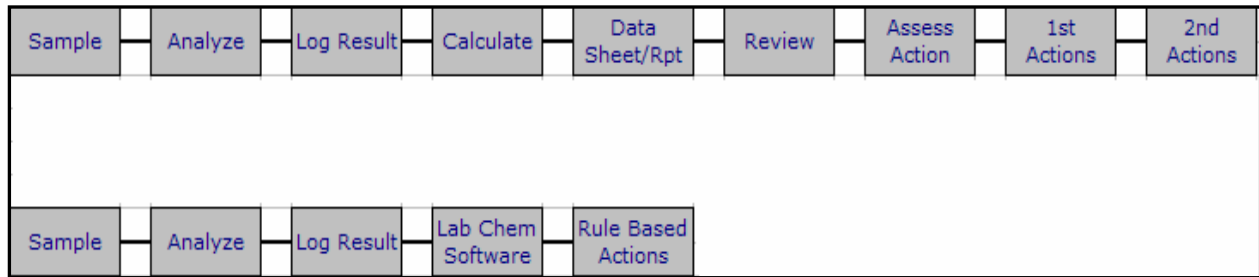 Sample
Analyze
Log Result
Calculate
Data
Sheet/Rpt
Review
Assess
Action
1st
Actions
2nd
Actions
Sample
Analyze
Log Result
Lab Chem
Software
Rule Based
Actions